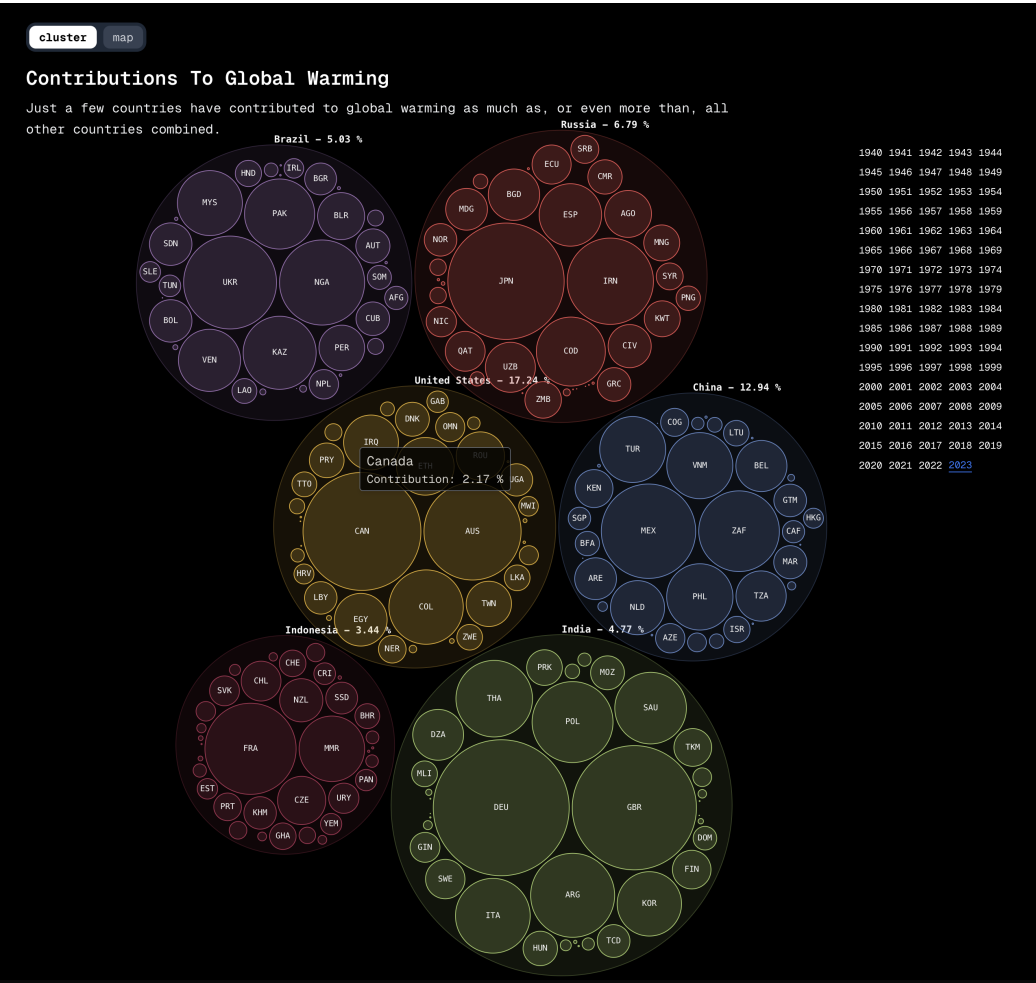 cluster map
Contributions To Global Warming
Just a few countries have contributed to global warming as much as, or even more than, all
other countries combined.
Brazil – 5.03 %
HND
IRL
BGR
MYS
PAK
BLR
SDN
AUT
SLE
TUN
UKR
NGA
SOM
AFG
BOL
CUB
VEN
KAZ
PER
LAO
NPL
Russia – 6.79 %
SRB
ECU
CMR
BGD
MDG
ESP
AGO
NOR
MNG
JPN
IRN
SYR
PNG
NIC
KWT
QAT
UZB
COD
CIV
GRC
ZMB
1940 1941 1942 1943 1944
1945 1946 1947 1948 1949
1950 1951 1952 1953 1954
1955 1956 1957 1958 1959
1960 1961 1962 1963 1964
1965 1966 1967 1968 1969
1970 1971 1972 1973 1974
1975 1976 1977 1978 1979
1980 1981 1982 1983 1984
1985 1986 1987 1988 1989
1990 1991 1992 1993 1994
1995 1996 1997 1998 1999
2000 2001 2002 2003 2004
2005 2006 2007 2008 2009
2010 2011 2012 2013 2014
2015 2016 2017 2018 2019
2020 2021 2022 2023
United States – 17.24 %
GAB
DNK
OMN
IRQ
ROU
PRY
ETH
Canada
Contribution: 2.17 %
UGA
TTO
MWI
CAN
AUS
HRV
LKA
LBY
COL
TWN
EGY
ZWE
NER
China – 12.94 %
COG
LTU
TUR
VNM
BEL
KEN
GTM
SGP
HKG
MEX
ZAF
CAF
BFA
MAR
ARE
NLD
PHL
TZA
AZE
ISR
Indonesia – 3.44 %
CHE
CRI
CHL
SVK
NZL
SSD
BHR
FRA
MMR
EST
PAN
PRT
KHM
CZE
URY
YEM
GHA
India – 4.77 %
PRK
MOZ
THA
POL
SAU
DZA
TKM
MLI
DEU
GBR
DOM
GIN
FIN
SWE
ITA
ARG
KOR
HUN
TCD